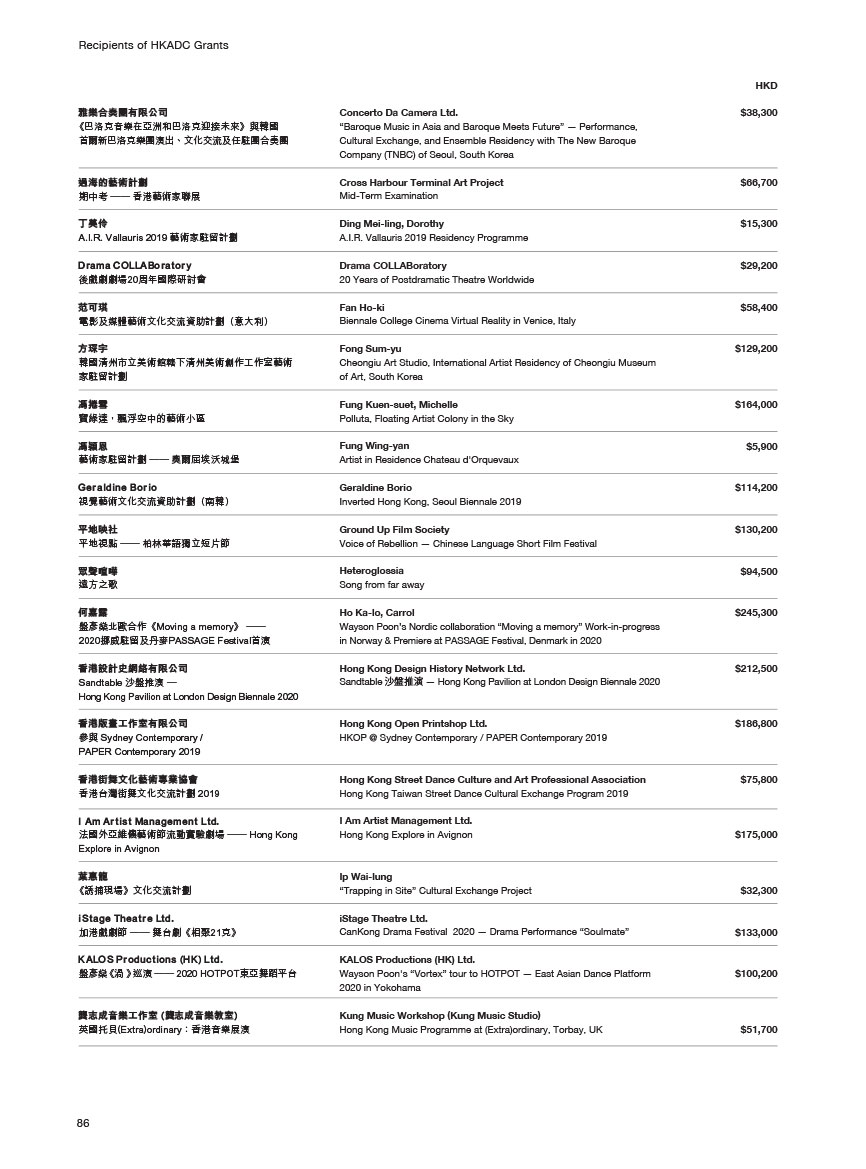 Recipients of HKADC Grants
HKD
雅樂合奏團有限公司
《巴洛克音樂在亞洲和巴洛克迎接未來》與韓國
首爾新巴洛克樂團演出、文化交流及任駐團合奏團
Concerto Da Camera Ltd.
“Baroque Music in Asia and Baroque Meets Future” — Performance,
Cultural Exchange, and Ensemble Residency with The New Baroque
Company (TNBC) of Seoul, South Korea
$38,300
過海的藝術計劃
期中考 —— 香港藝術家聯展
Cross Harbour Terminal Art Project
Mid-Term Examination
$66,700
丁美伶
A.I.R. Vallauris 2019 藝術家駐留計劃
Ding Mei-ling, Dorothy
A.I.R. Vallauris 2019 Residency Programme
$15,300
Drama COLLABoratory
後戲劇劇場20周年國際研討會
Drama COLLABoratory
20 Years of Postdramatic Theatre Worldwide
$29,200
范可琪
電影及媒體藝術文化交流資助計劃（意大利）
Fan Ho-ki
Biennale College Cinema Virtual Reality in Venice, Italy
$58,400
方琛宇
韓國清州市立美術館轄下清州美術創作工作室藝術
家駐留計劃
Fong Sum-yu
Cheongiu Art Studio, International Artist Residency of Cheongiu Museum
of Art, South Korea
$129,200
馮捲雪
寶綠達，飄浮空中的藝術小區
Fung Kuen-suet, Michelle
Polluta, Floating Artist Colony in the Sky
$164,000
馮穎恩
藝術家駐留計劃 —— 奧爾屈埃沃城堡
Fung Wing-yan
Artist in Residence Chateau d'Orquevaux
$5,900
Geraldine Borio
視覺藝術文化交流資助計劃（南韓）
Geraldine Borio
Inverted Hong Kong, Seoul Biennale 2019
$114,200
平地映社
平地視點 —— 柏林華語獨立短片節
Ground Up Film Society
Voice of Rebellion — Chinese Language Short Film Festival
$130,200
眾聲喧嘩
遠方之歌
Heteroglossia
Song from far away
$94,500
何嘉露
盤彥燊北歐合作《Moving a memory》 ——
2020挪威駐留及丹麥PASSAGE Festival首演
Ho Ka-lo, Carrol
Wayson Poon’s Nordic collaboration “Moving a memory” Work-in-progress
in Norway & Premiere at PASSAGE Festival, Denmark in 2020
$245,300
香港設計史網絡有限公司
Sandtable 沙盤推演 —
Hong Kong Pavilion at London Design Biennale 2020
Hong Kong Design History Network Ltd.
Sandtable 沙盤推演 — Hong Kong Pavilion at London Design Biennale 2020
$212,500
香港版畫工作室有限公司
參與 Sydney Contemporary /
PAPER Contemporary 2019
Hong Kong Open Printshop Ltd.
HKOP @ Sydney Contemporary / PAPER Contemporary 2019
$186,800
香港街舞文化藝術專業協會
香港台灣街舞文化交流計劃 2019
Hong Kong Street Dance Culture and Art Professional Association
Hong Kong Taiwan Street Dance Cultural Exchange Program 2019
$75,800
I Am Artist Management Ltd.
法國外亞維儂藝術節流動實驗劇場 —— Hong Kong
Explore in Avignon
I Am Artist Management Ltd.
Hong Kong Explore in Avignon
$175,000
葉惠龍
《誘捕現場》文化交流計劃
Ip Wai-lung
“Trapping in Site” Cultural Exchange Project
$32,300
iStage Theatre Ltd.
加港戲劇節 —— 舞台劇《相聚21克》
iStage Theatre Ltd.
CanKong Drama Festival 2020 — Drama Performance “Soulmate”
$133,000
KALOS Productions (HK) Ltd.
盤彥燊《渦》巡演 —— 2020 HOTPOT東亞舞蹈平台
KALOS Productions (HK) Ltd.
Wayson Poon's “Vortex” tour to HOTPOT — East Asian Dance Platform
2020 in Yokohama
$100,200
龔志成音樂工作室 (龔志成音樂教室)
英國托貝(Extra)ordinary：香港音樂展演
Kung Music Workshop (Kung Music Studio)
Hong Kong Music Programme at (Extra)ordinary, Torbay, UK
$51,700
86